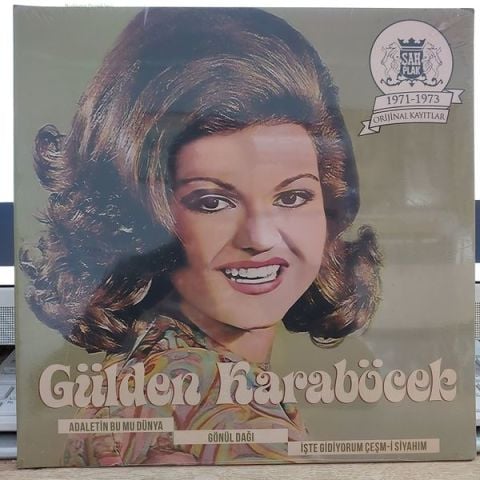 ŞAH
PLAK
1971-1973
ORİJİNAL KAYITLAR
Gülden Karaböcek
ADALETİN BU MU DÜNYA
GÖNÜL DAĞI
İŞTE GİDİYORUM ÇEŞM-İ SİYAHIM